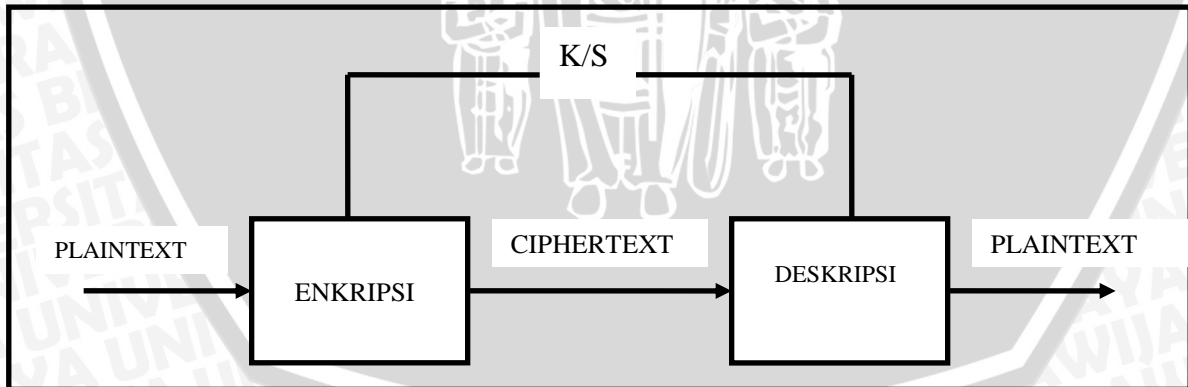 K/S
PLAINTEXT
CIPHERTEXT
PLAINTEXT
ENKRIPSI
DESKRIPSI